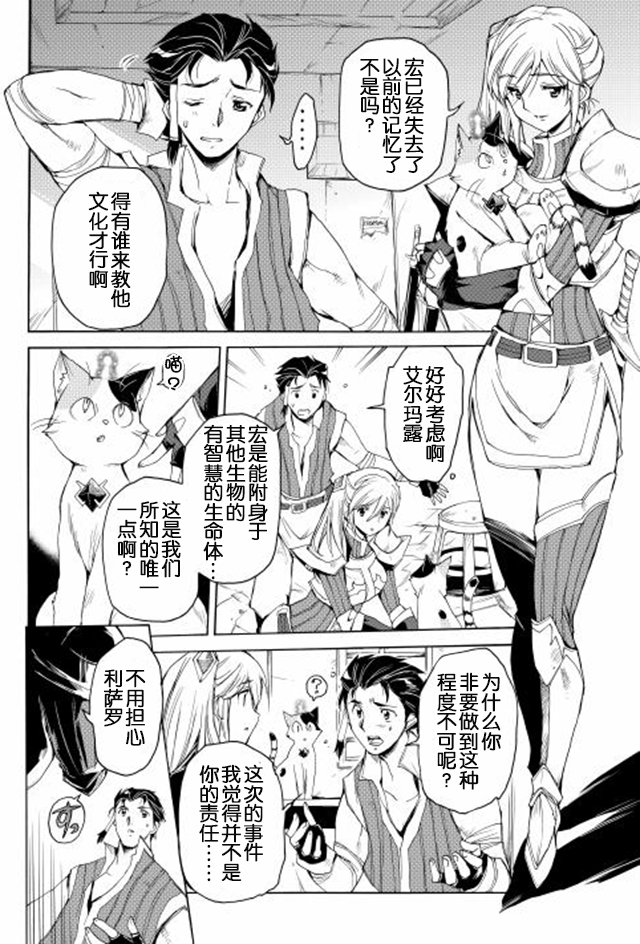 宏已经失去了
以前的记忆了
不是吗？
……
得有谁来教他
文化才行啊
好好考虑啊
艾尔玛露
宏是能附身于
其他生物的
有智慧的生命体…
喵？
这是我们
所知的唯一
一点啊？
为什么你
非要做到这种
程度不可呢？
？
这次的事件
我觉得并不是
你的责任……
不用担心
利萨罗
すっ